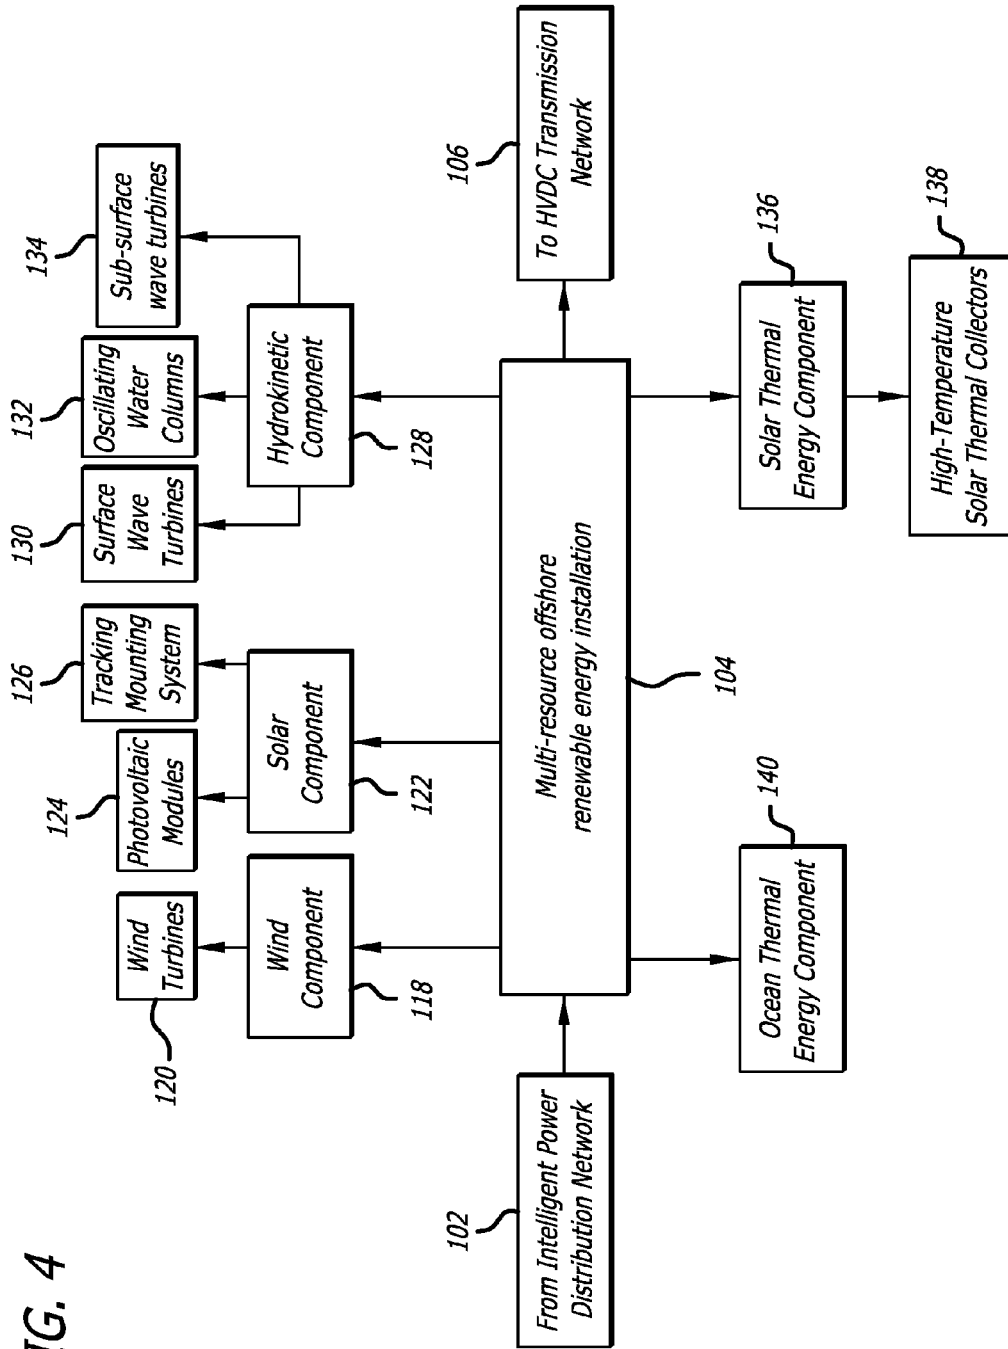 IG. 4
120
Wind
Turbines
124
Photovoltaic
Modules
126
Tracking
Mounting
System
130
Surface
Wave
Turbines
132
Oscillating
Water
Columns
134
Sub-surface
wave turbines
Wind
Component
118
Solar
Component
122
Hydrokinetic
Component
128
102
From Intelligent Power
Distribution Network
Multi-resource offshore
renewable energy installation
104
106
To HVDC Transmission
Network
140
Ocean Thermal
Energy Component
136
Solar Thermal
Energy Component
138
High-Temperature
Solar Thermal Collectors